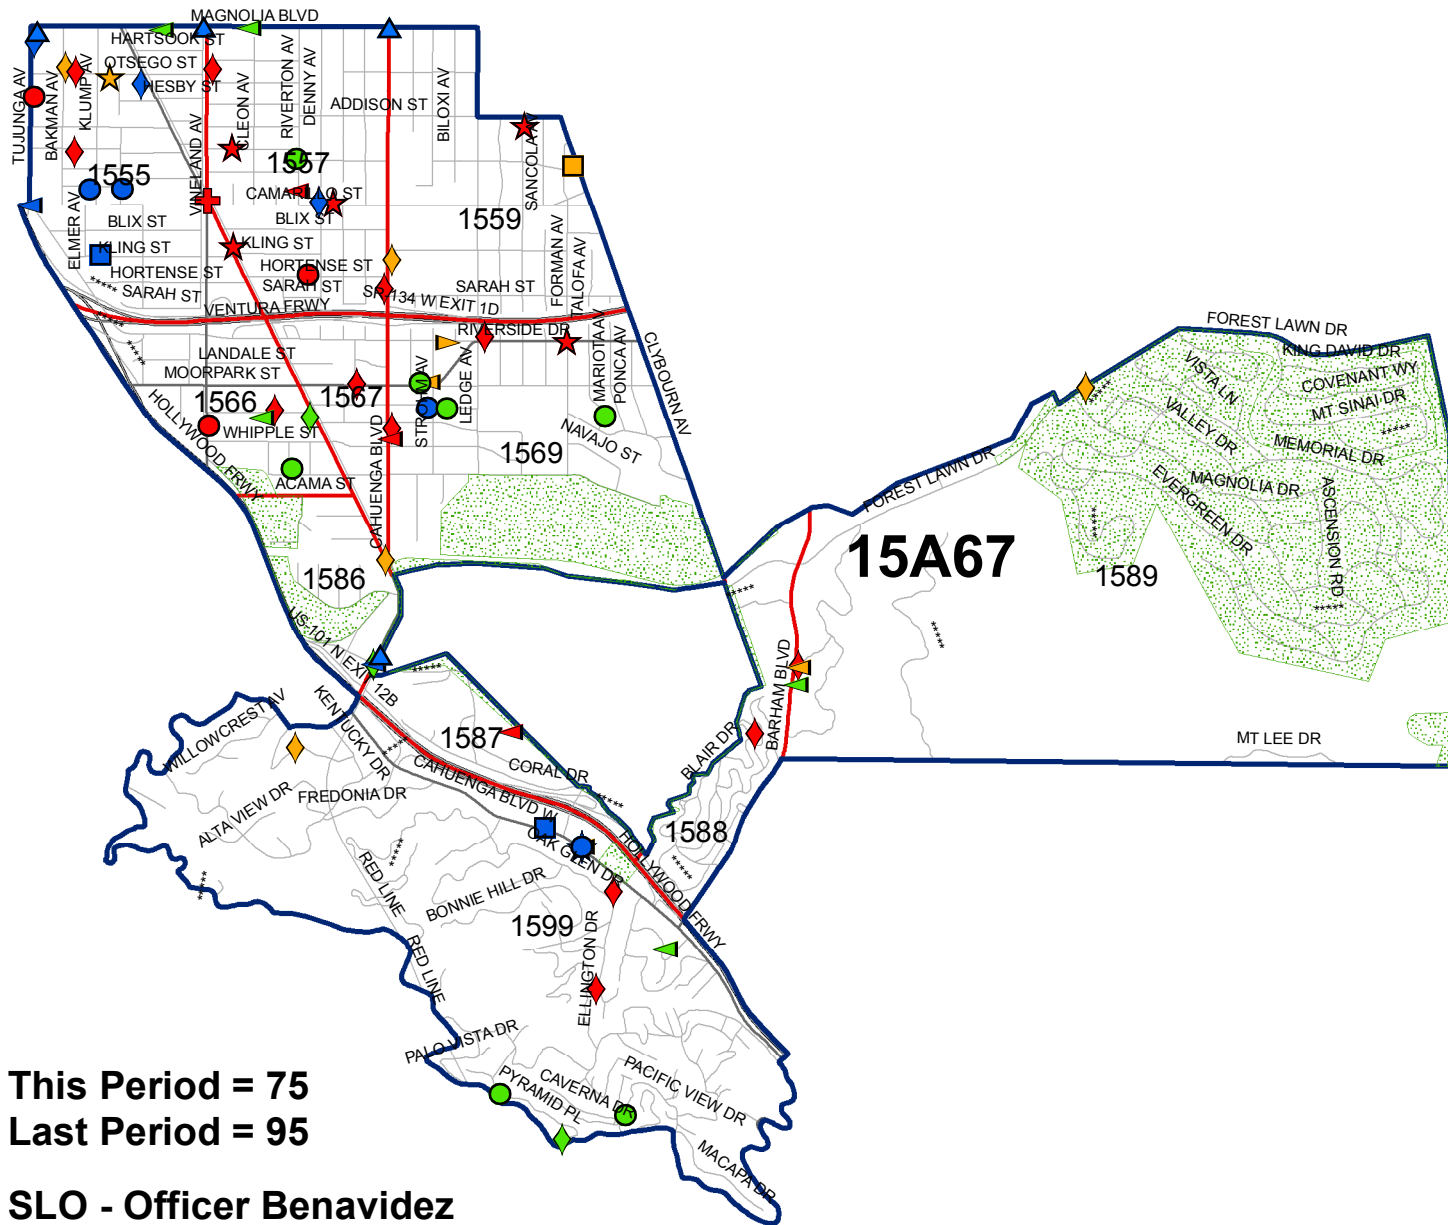 MAGNOLIA BLVD
HARTSOOK ST
OTSEGO ST
HESBY ST
TUJUNGA AV
BAKMAN AV
KLUMP AV
CLEON AV
RIVERTON AV
DENNY AV
ADDISON ST
BILOXI AV
SANCOLA AV
VINELAND AV
1555
1557
CAMARILLO ST
BLIX ST
BLIX ST
1559
ELMER AV
KLING ST
KLING ST
HORTENSE ST
HORTENSE ST
SARAH ST
SARAH ST
SARAH ST
FORMAN AV
TALOFA AV
VENTURA FRWY
SR-134 W EXIT 1D
RIVERSIDE DR
LANDALE ST
MOORPARK ST
MARIOTA AV
PONCA AV
CLYBOURN AV
FOREST LAWN DR
KING DAVID DR
COVENANT WY
MT SINAI DR
VISTA LN
VALLEY DR
MEMORIAL DR
MAGNOLIA DR
EVERGREEN DR
ASCENSION RD
1566
1567
LEDGE AV
WHIPPLE ST
HOLLYWOOD FRWY
CAHUENGA BLVD
1569
NAVAJO ST
ACAMA ST
FOREST LAWN DR
15A67
1589
1586
US-101 N EXIT 12B
BARHAM BLVD
MT LEE DR
WILLOWCREST AV
KENTUCKY DR
1587
CORAL DR
BLAIR DR
ALTA VIEW DR
FREDONIA DR
CAHUENGA BLVD W
OAK GLEN DR
HOLLYWOOD FRWY
1588
RED LINE
BONNIE HILL DR
1599
ELLINGTON DR
RED LINE
PALO VISTA DR
PYRAMID PL
CAVERNA DR
PACIFIC VIEW DR
MACAPA DR
This Period = 75
Last Period = 95
SLO - Officer Benavidez